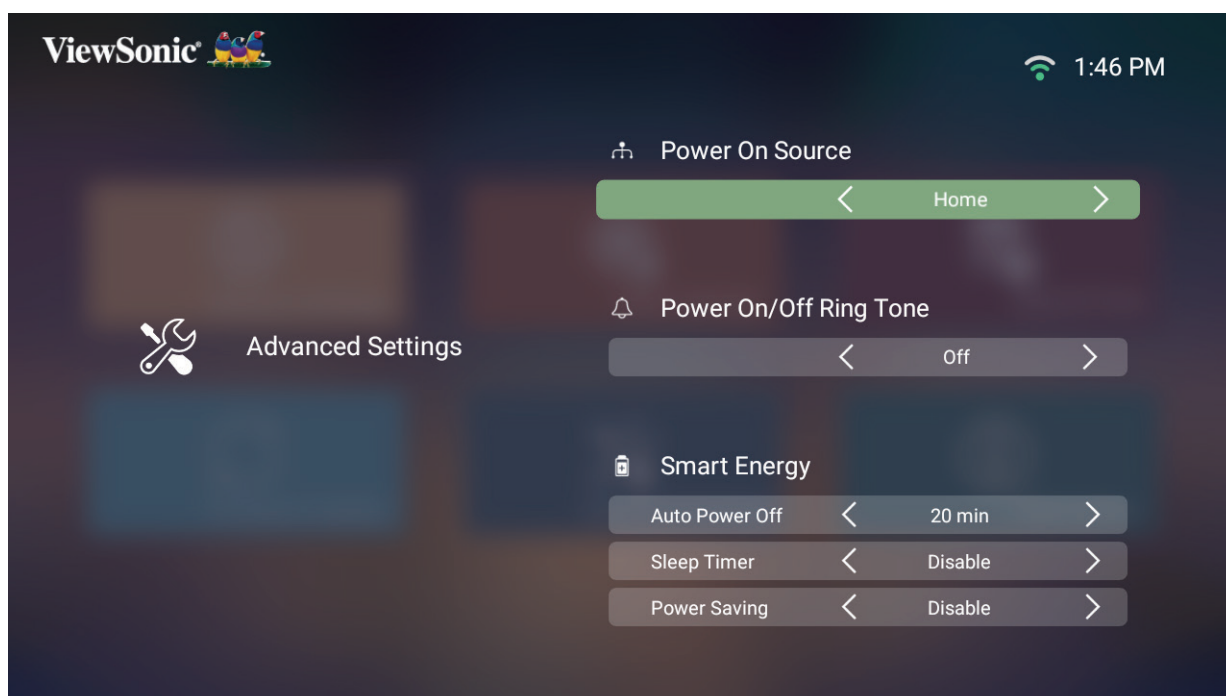 ViewSonic®
1:46 PM
Advanced Settings
Power On Source
Home
Power On/Off Ring Tone
Off
Smart Energy
Auto Power Off 20 min
Sleep Timer Disable
Power Saving Disable